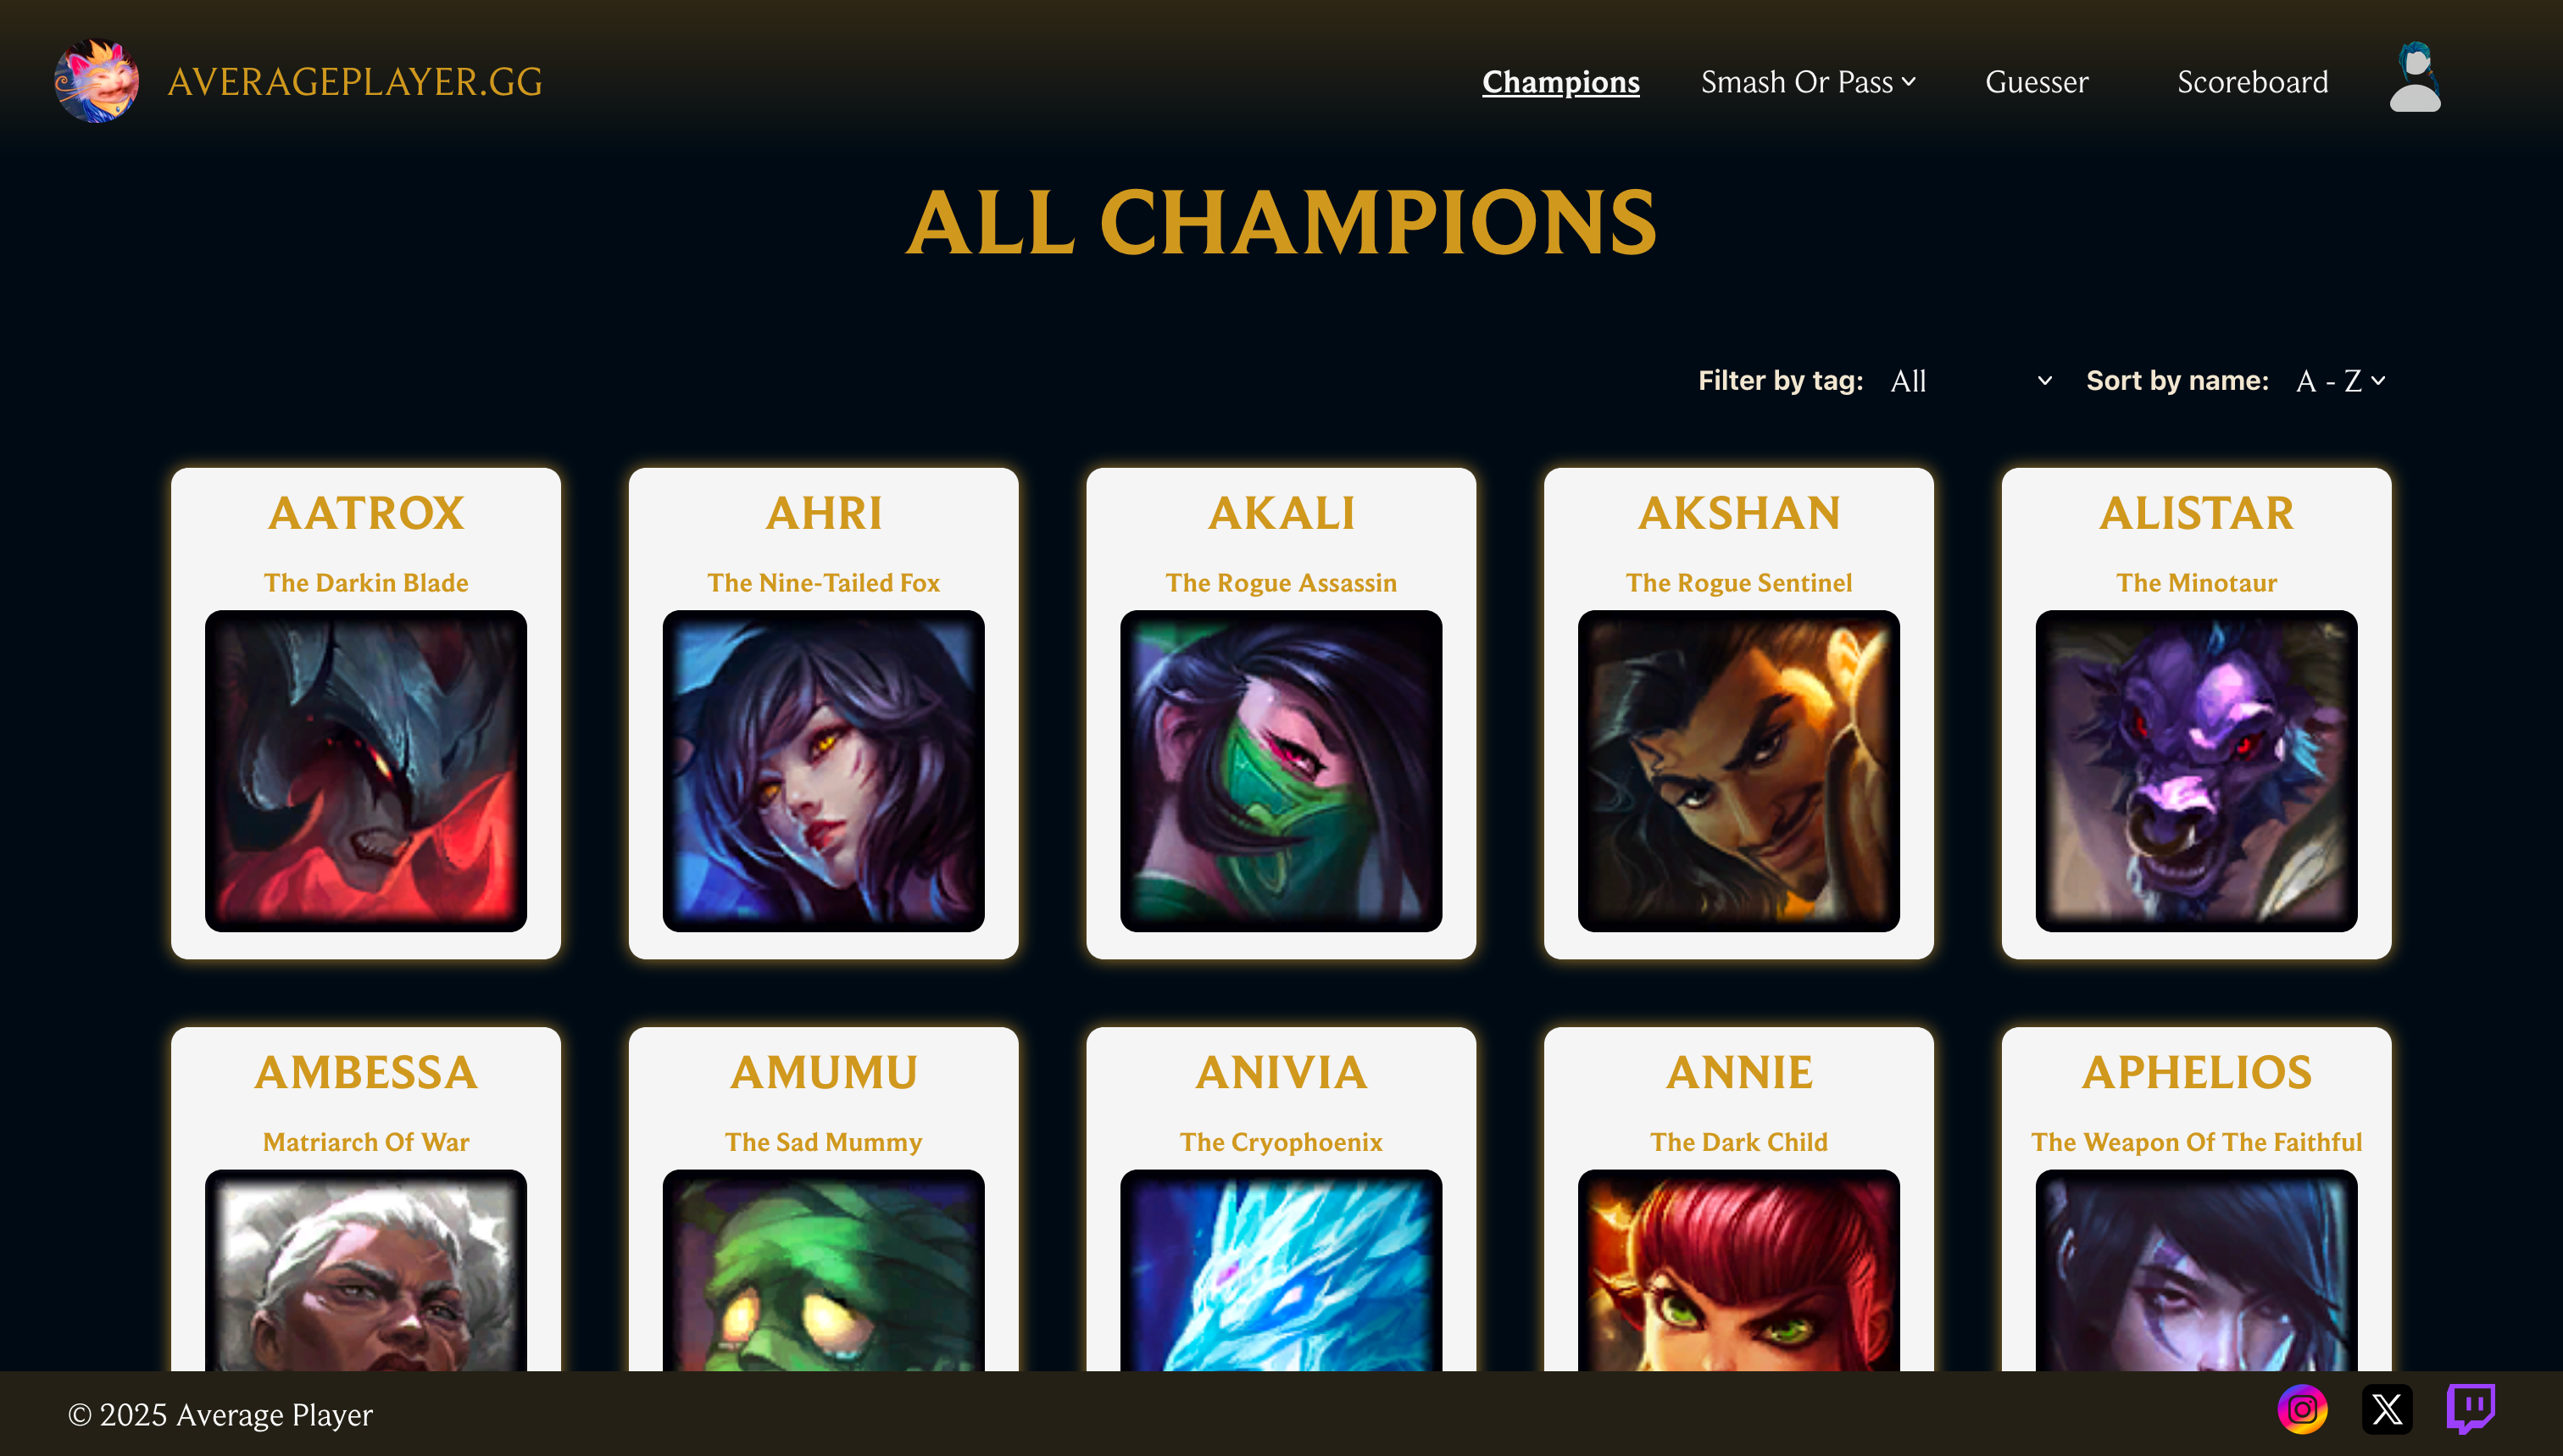 AVERAGEPLAYER.GG
Champions
Smash Or Pass
Guesser
Scoreboard
ALL CHAMPIONS
Filter by tag: All
Sort by name: A - Z
AATROX
The Darkin Blade
AHRI
The Nine-Tailed Fox
AKALI
The Rogue Assassin
AKSHAN
The Rogue Sentinel
ALISTAR
The Minotaur
AMBESSA
Matriarch Of War
AMUMU
The Sad Mummy
ANIVIA
The Cryophoenix
ANNIE
The Dark Child
APHELIOS
The Weapon Of The Faithful
© 2025 Average Player